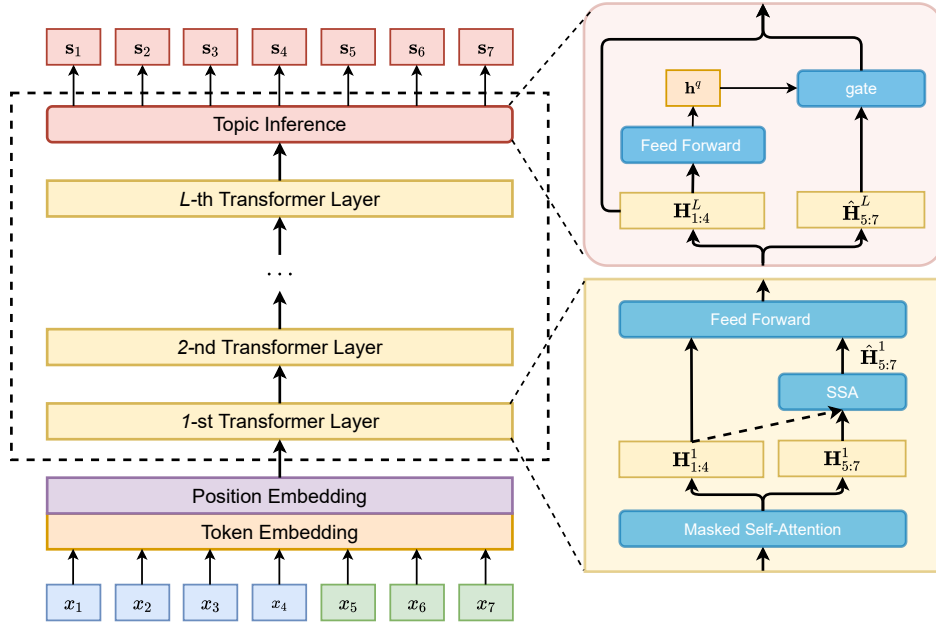 s₁ s₂ s₃ s₄ s₅ s₆ s₇
Topic Inference
L-th Transformer Layer
...
2-nd Transformer Layer
1-st Transformer Layer
Position Embedding
Token Embedding
x₁ x₂ x₃ x₄ x₅ x₆ x₇
h^q
gate
Feed Forward
H^L_{1:4}
Ĥ^L_{5:7}
Feed Forward
Ĥ^1_{5:7}
SSA
H^1_{1:4}
H^1_{5:7}
Masked Self-Attention